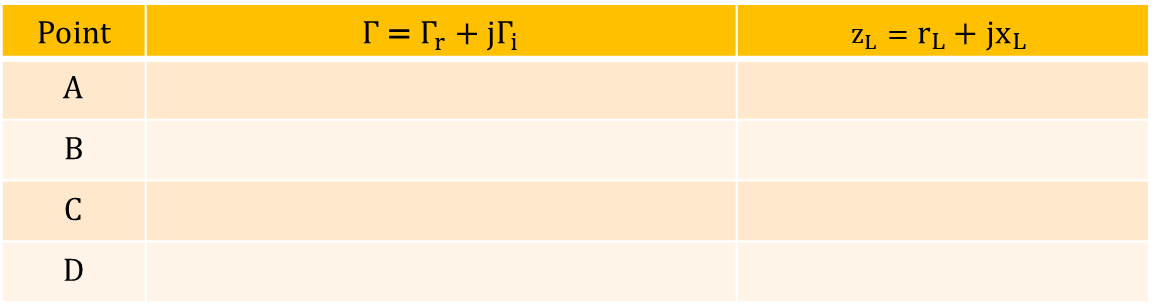 Point Γ = Γr + jΓi zL = rL + jxL
A
B
C
D